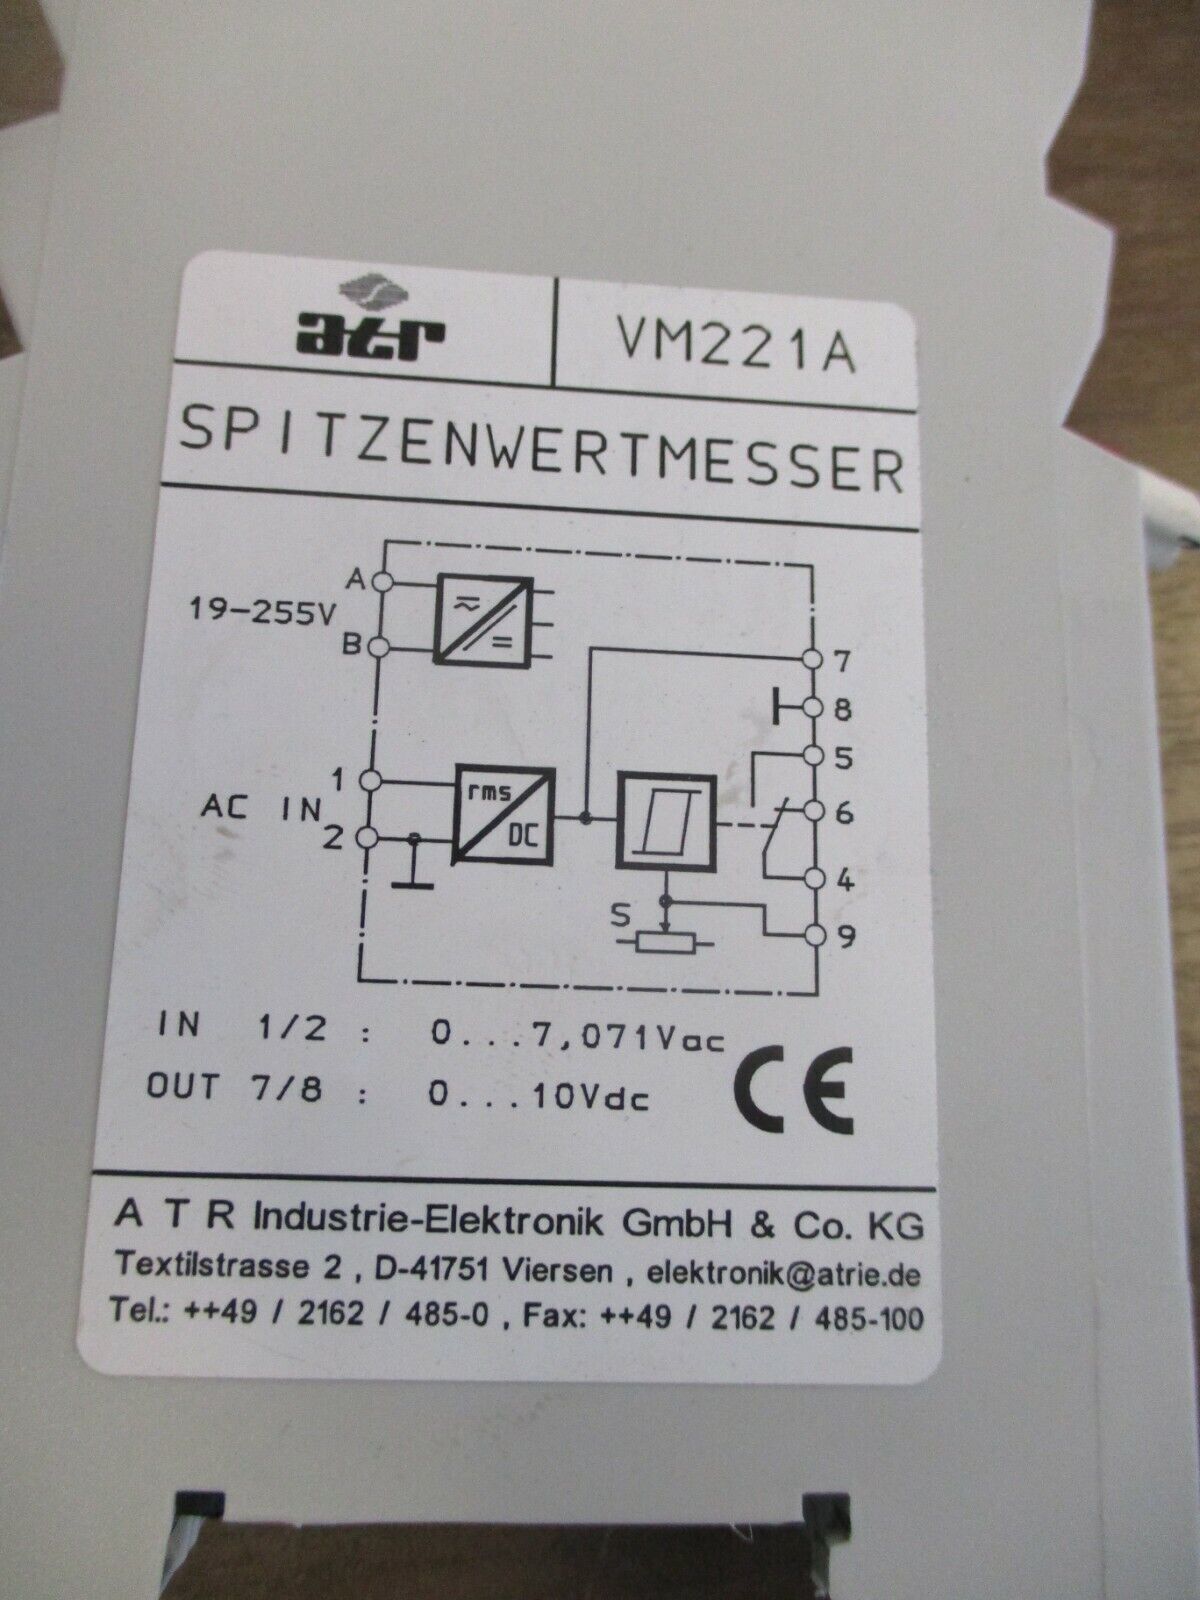 atr
VM221A
SPITZENWERTMESSER
A
19-255V
B
7
8
5
1
rms
AC IN
DC
6
2
4
S
9
IN 1/2 : 0...7,071Vac
OUT 7/8 : 0...10Vdc
CE
A T R Industrie-Elektronik GmbH & Co. KG
Textilstrasse 2 , D-41751 Viersen , elektronik@atrie.de
Tel.: ++49 / 2162 / 485-0 , Fax: ++49 / 2162 / 485-100